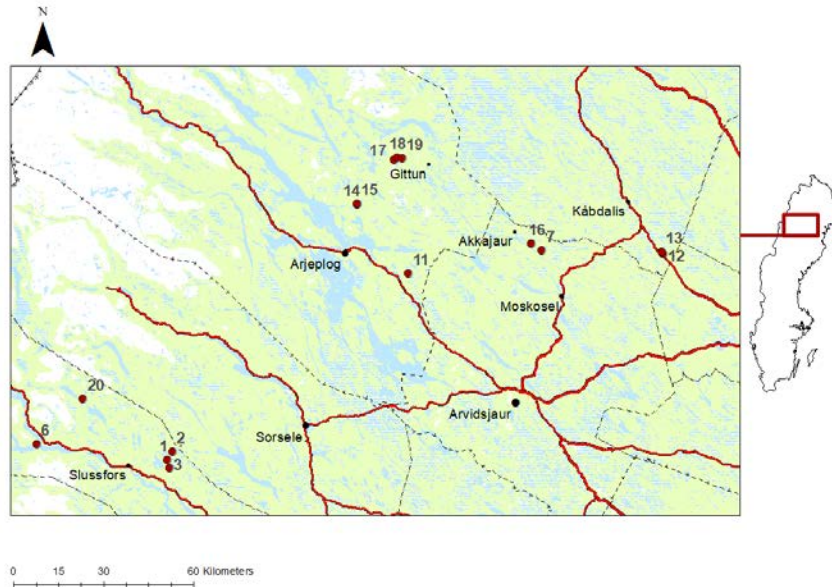 N
18 19
17
Gittun
14 15
Kåbdalis
16
Akkajaur
7
13
12
11
Arjeplog
Moskosel
20
Arvidsjaur
Sorsele
6
2
1
3
Slussfors
0 15 30 60 Kilometers